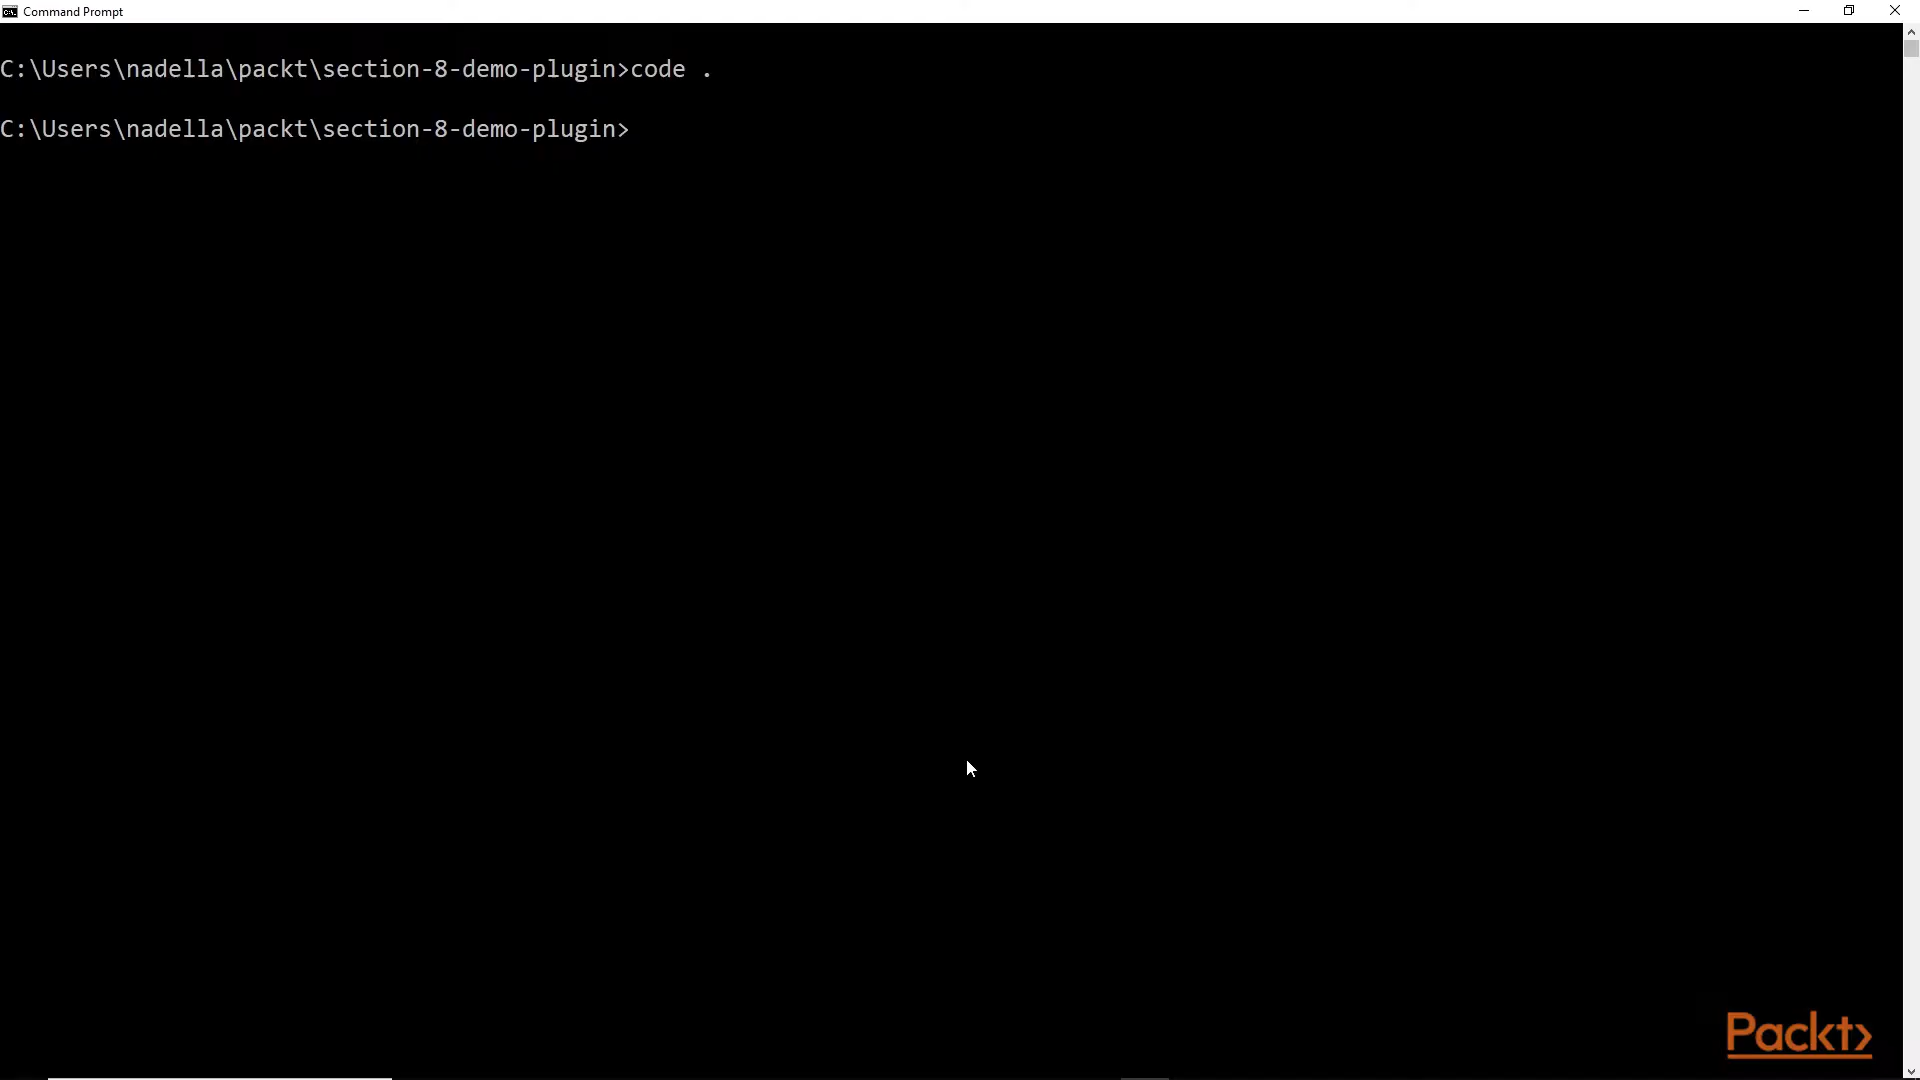 Command Prompt
C:\Users\nadella\packt\section-8-demo-plugin>code .
C:\Users\nadella\packt\section-8-demo-plugin>
Packt>